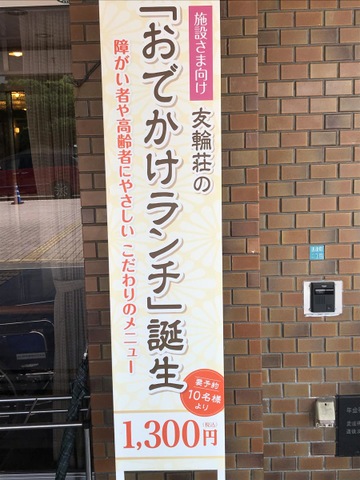 施設さま向け
友輪荘の
「おでかけランチ」誕生
障がい者や高齢者にやさしい こだわりのメニュー
要予約
10名様
より
1,300円
(税込)